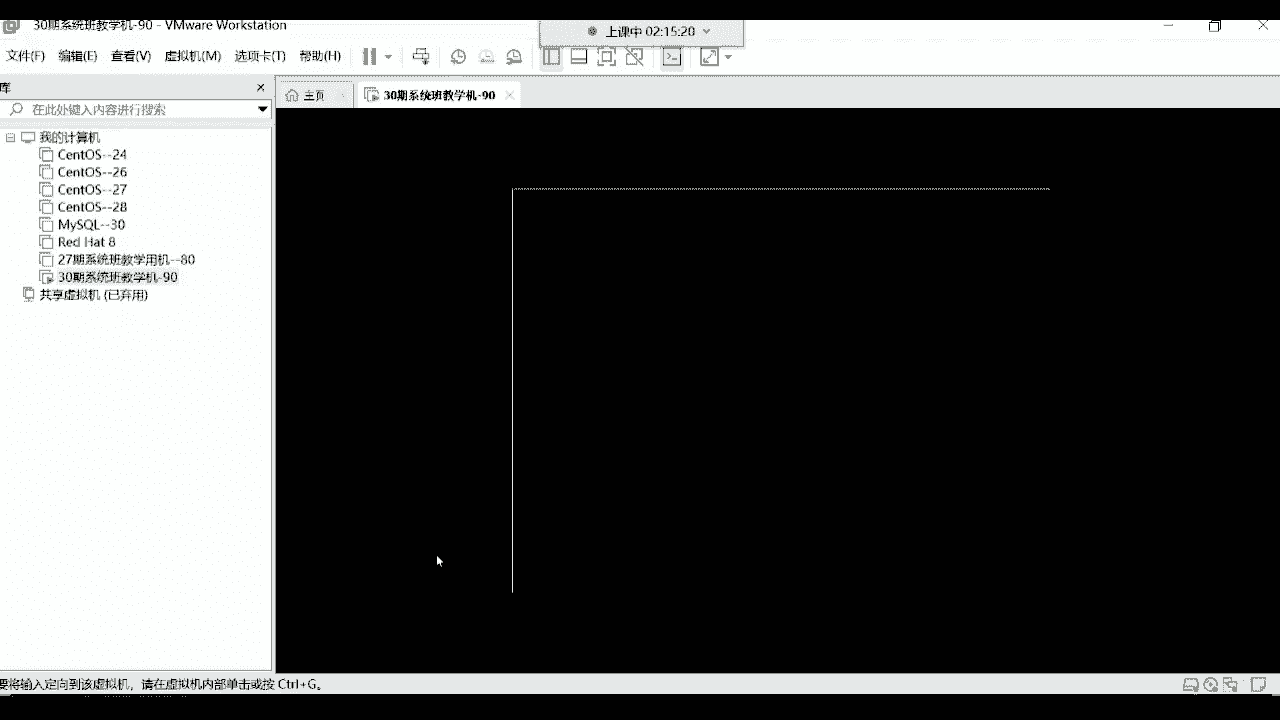 30期系统班教学机-90 - VMware Workstation
上课中 02:15:20
文件(F) 编辑(E) 查看(V) 虚拟机(M) 选项卡(T) 帮助(H)
库
主页
30期系统班教学机-90
在此处键入内容进行搜索
我的计算机
CentOS--24
CentOS--26
CentOS--27
CentOS--28
MySQL--30
Red Hat 8
27期系统班教学用机--80
30期系统班教学机-90
共享虚拟机 (已弃用)
要将输入定向到该虚拟机，请在虚拟机内部单击或按 Ctrl+G。